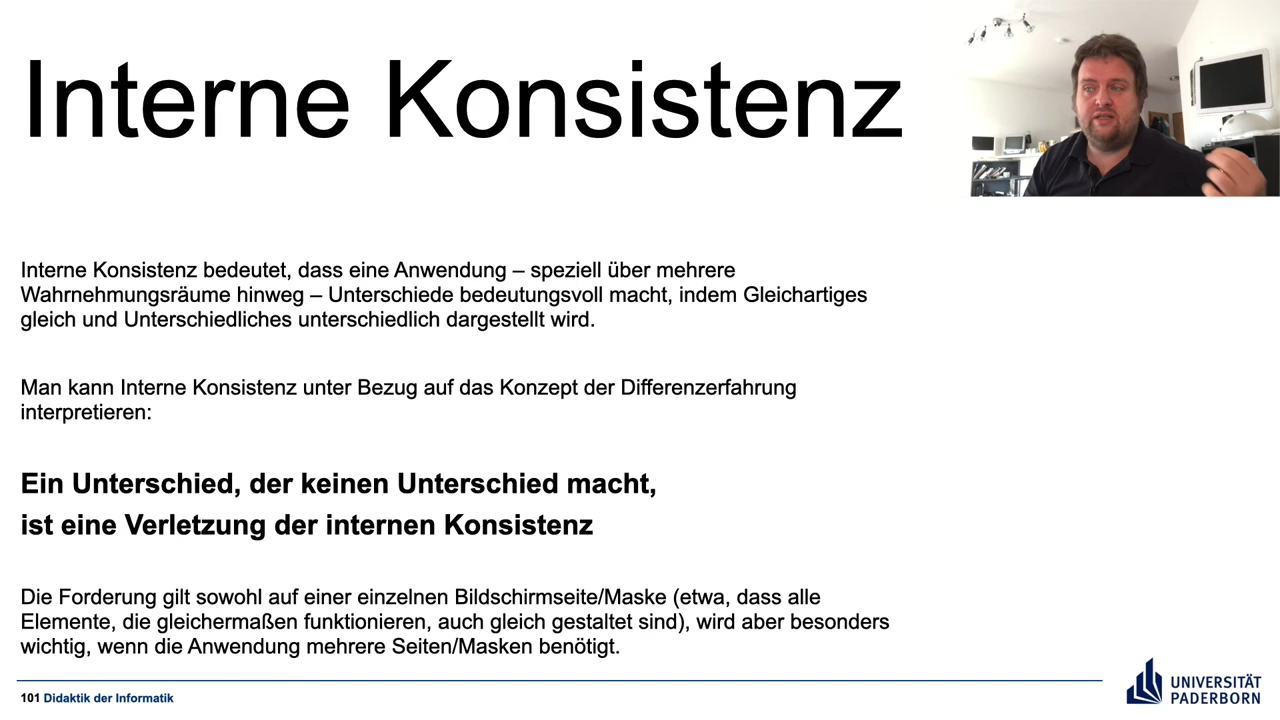 Interne Konsistenz
Interne Konsistenz bedeutet, dass eine Anwendung – speziell über mehrere
Wahrnehmungsräume hinweg – Unterschiede bedeutungsvoll macht, indem Gleichartiges
gleich und Unterschiedliches unterschiedlich dargestellt wird.
Man kann Interne Konsistenz unter Bezug auf das Konzept der Differenzerfahrung
interpretieren:
Ein Unterschied, der keinen Unterschied macht,
ist eine Verletzung der internen Konsistenz
Die Forderung gilt sowohl auf einer einzelnen Bildschirmseite/Maske (etwa, dass alle
Elemente, die gleichermaßen funktionieren, auch gleich gestaltet sind), wird aber besonders
wichtig, wenn die Anwendung mehrere Seiten/Masken benötigt.
101 Didaktik der Informatik
UNIVERSITÄT
PADERBORN